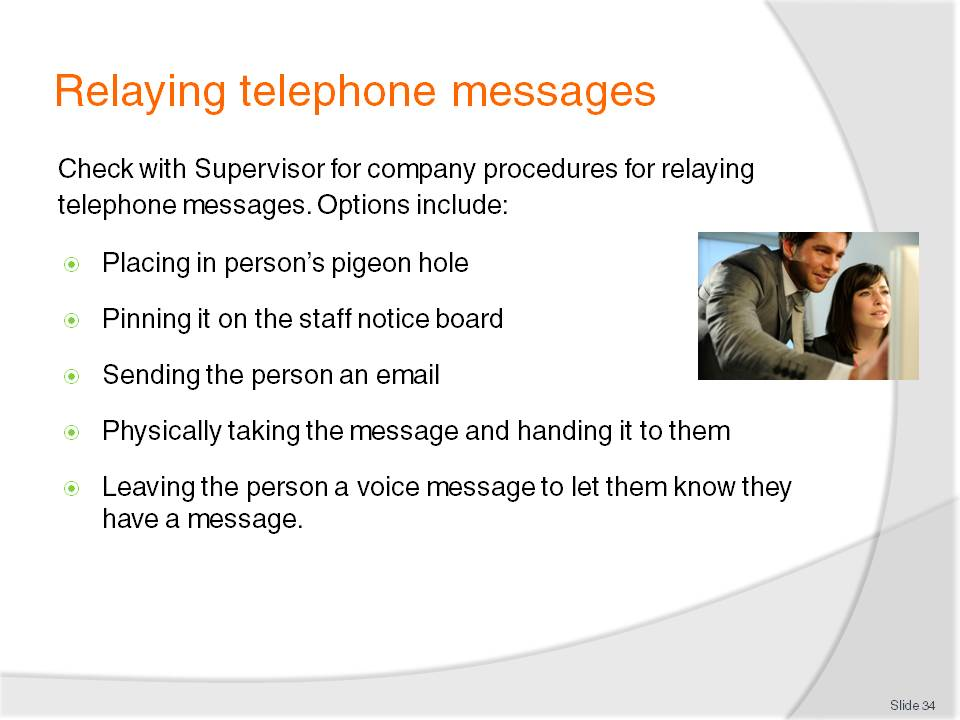 Relaying telephone messages
Check with Supervisor for company procedures for relaying
telephone messages. Options include:
Placing in person’s pigeon hole
Pinning it on the staff notice board
Sending the person an email
Physically taking the message and handing it to them
Leaving the person a voice message to let them know they
have a message.
Slide 34